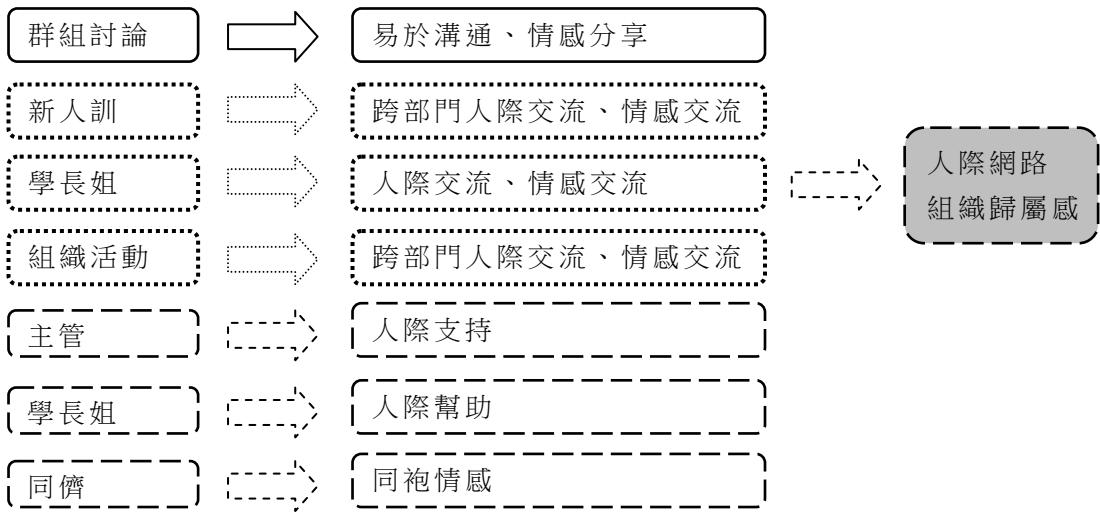 群組討論
易於溝通、情感分享
新人訓
跨部門人際交流、情感交流
學長姐
人際交流、情感交流
組織活動
跨部門人際交流、情感交流
主管
人際支持
學長姐
人際幫助
同儕
同袍情感
人際網路
組織歸屬感